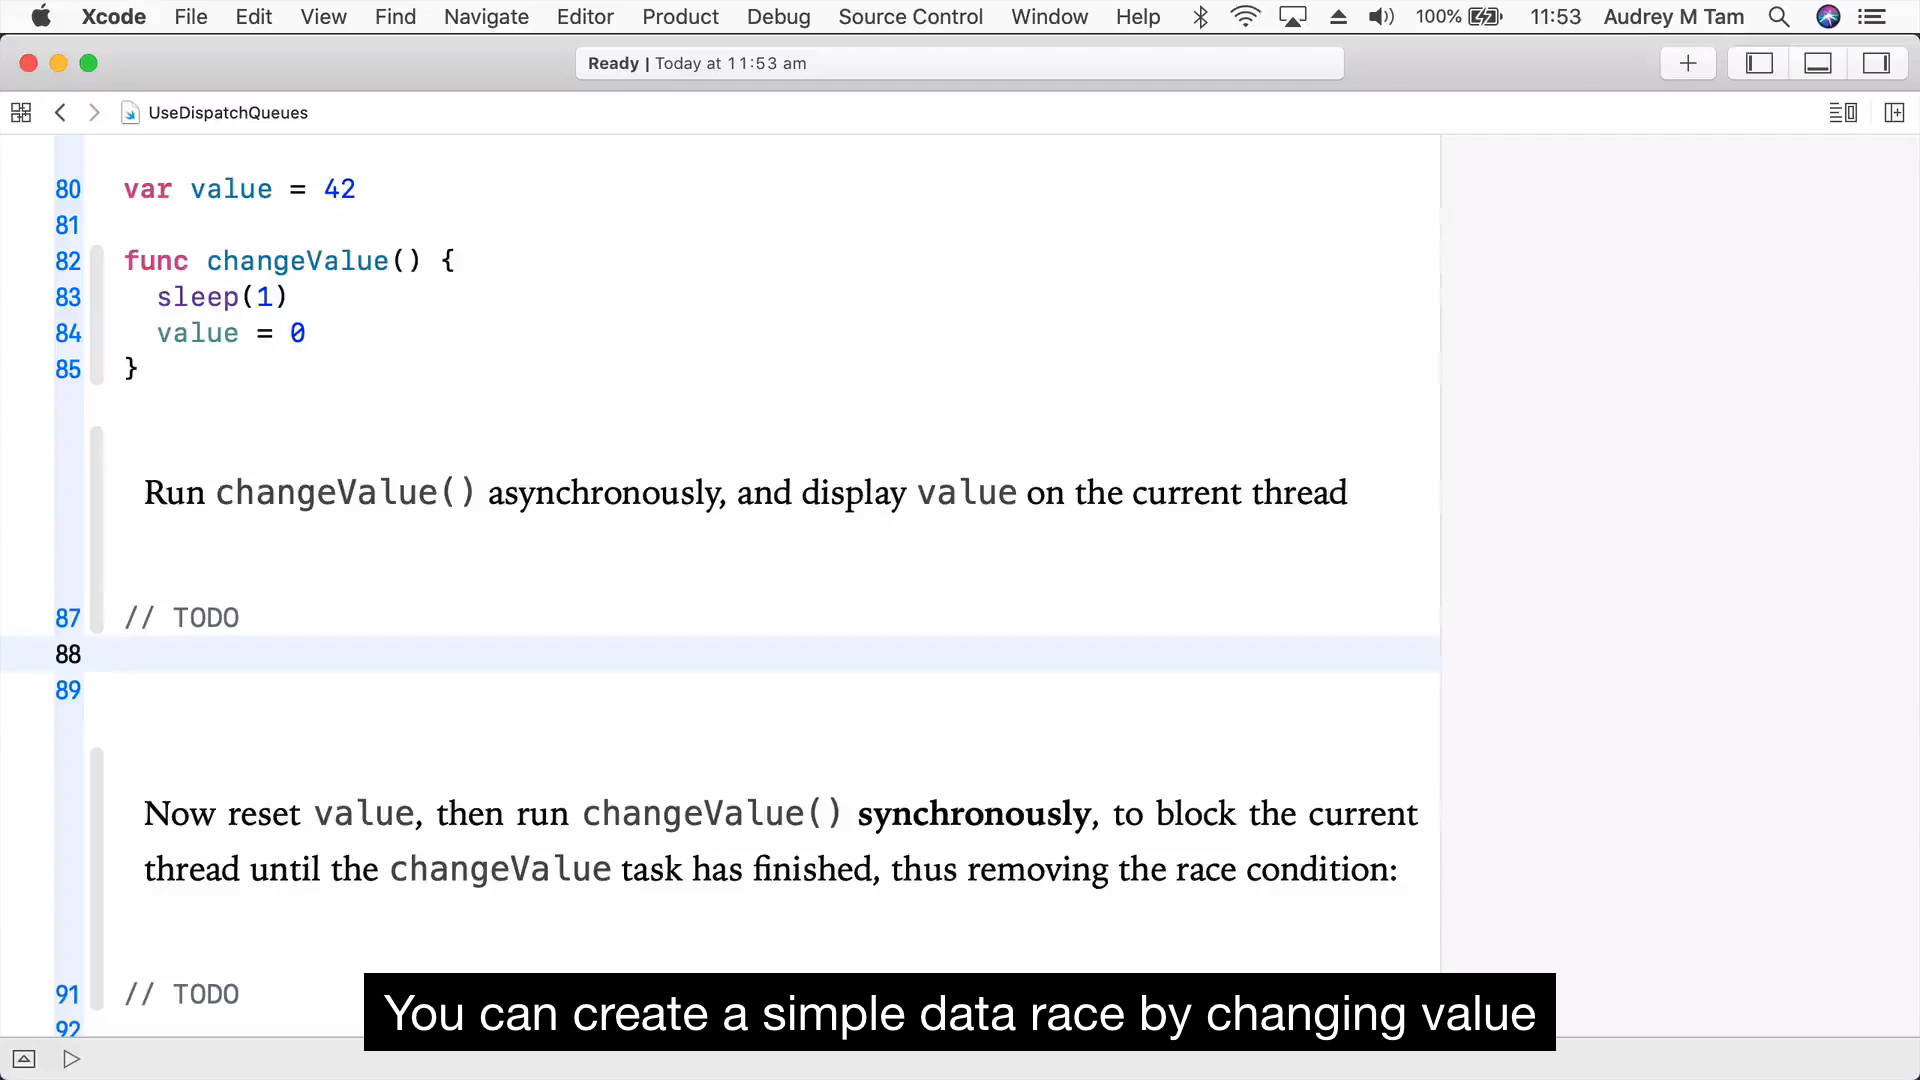 Xcode File Edit View Find Navigate Editor Product Debug Source Control Window Help 100% 11:53 Audrey M Tam
Ready | Today at 11:53 am
UseDispatchQueues
80 var value = 42
81
82 func changeValue() {
83 sleep(1)
84 value = 0
85 }
Run changeValue() asynchronously, and display value on the current thread
87 // TODO
88
89
Now reset value, then run changeValue() synchronously, to block the current
thread until the changeValue task has finished, thus removing the race condition:
91 // TODO
92
You can create a simple data race by changing value